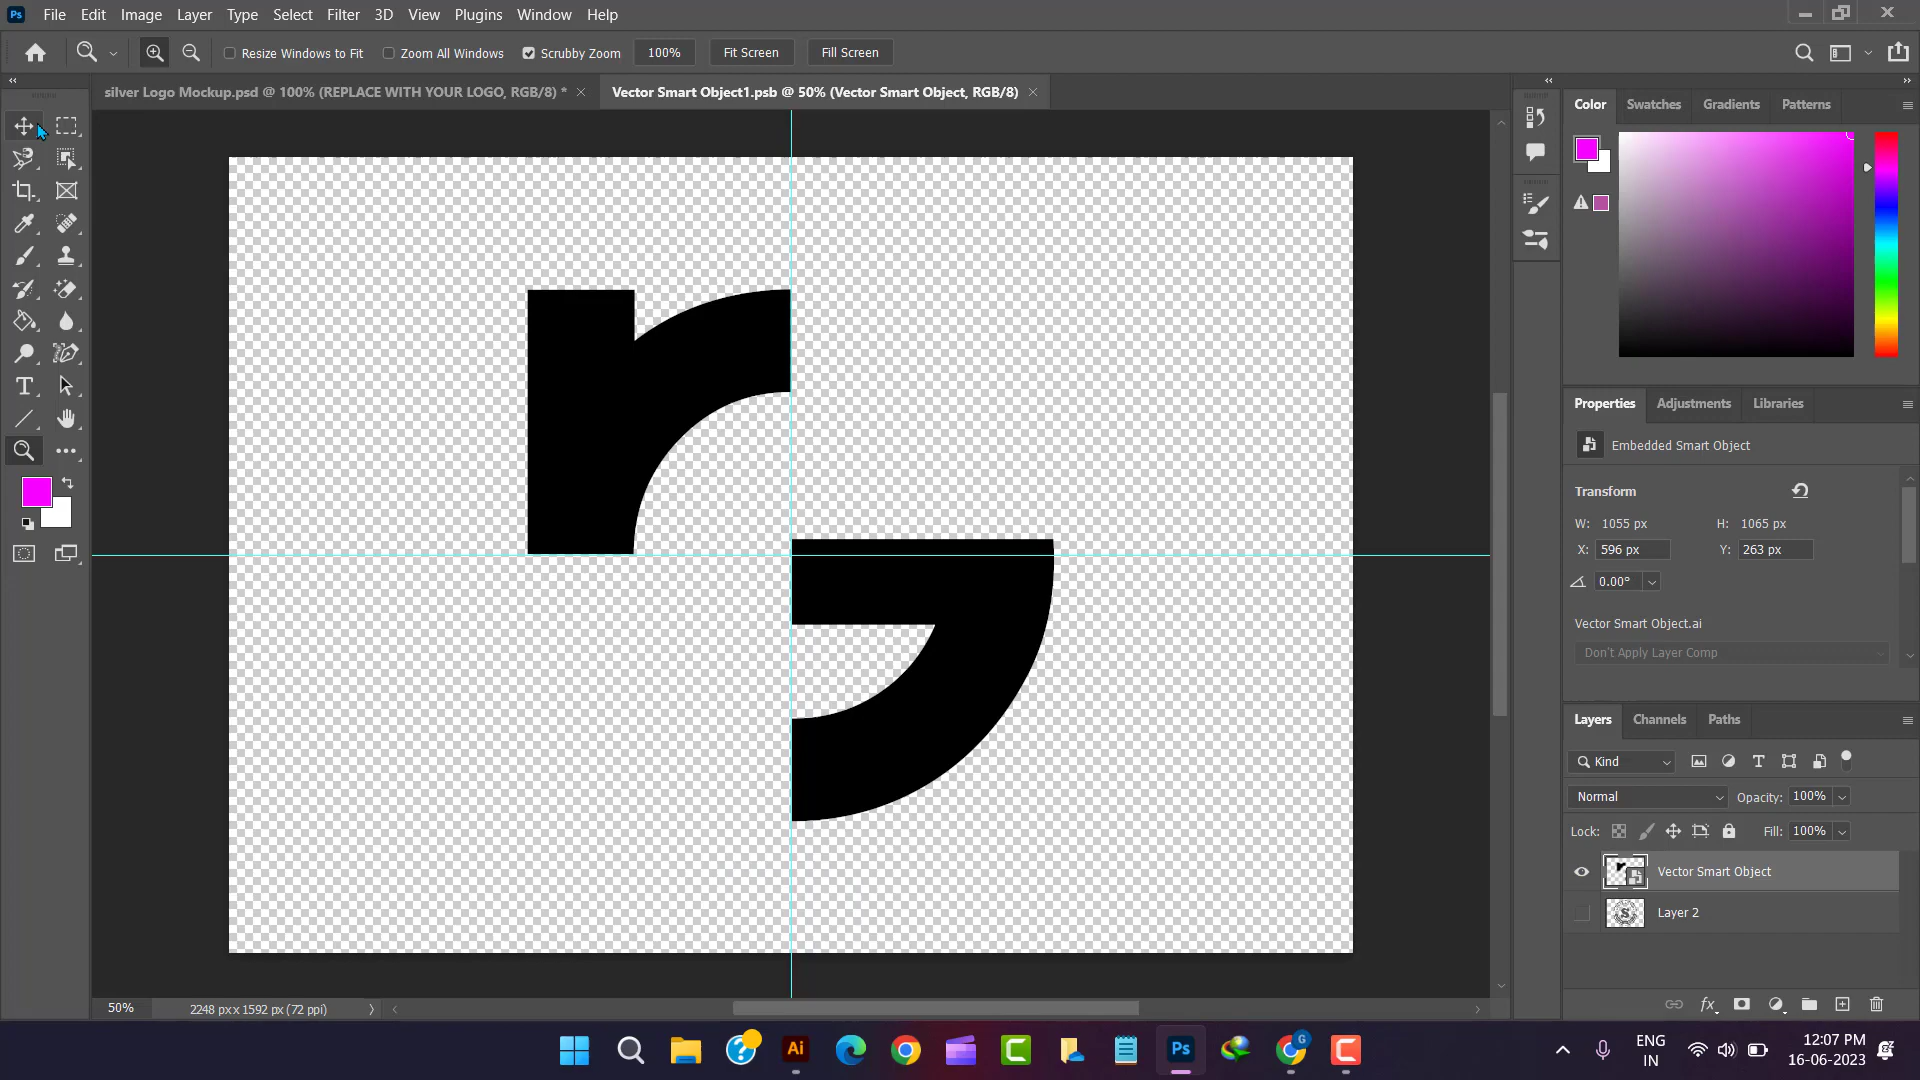 Ps File Edit Image Layer Type Select Filter 3D View Plugins Window Help
Resize Windows to Fit Zoom All Windows Scrubby Zoom 100% Fit Screen Fill Screen
silver Logo Mockup.psd @ 100% (REPLACE WITH YOUR LOGO, RGB/8) * Vector Smart Object1.psb @ 50% (Vector Smart Object, RGB/8)
Color Swatches Gradients Patterns
r
Properties Adjustments Libraries
Embedded Smart Object
Transform
W: 1055 px H: 1065 px
X: 596 px Y: 263 px
0.00°
Vector Smart Object.ai
Don't Apply Layer Comp
Layers Channels Paths
Kind
Normal Opacity: 100%
Lock: Fill: 100%
Vector Smart Object
Layer 2
50% 2248 px x 1592 px (72 ppi)
Ai Ps G
ENG
IN
12:07 PM
16-06-2023